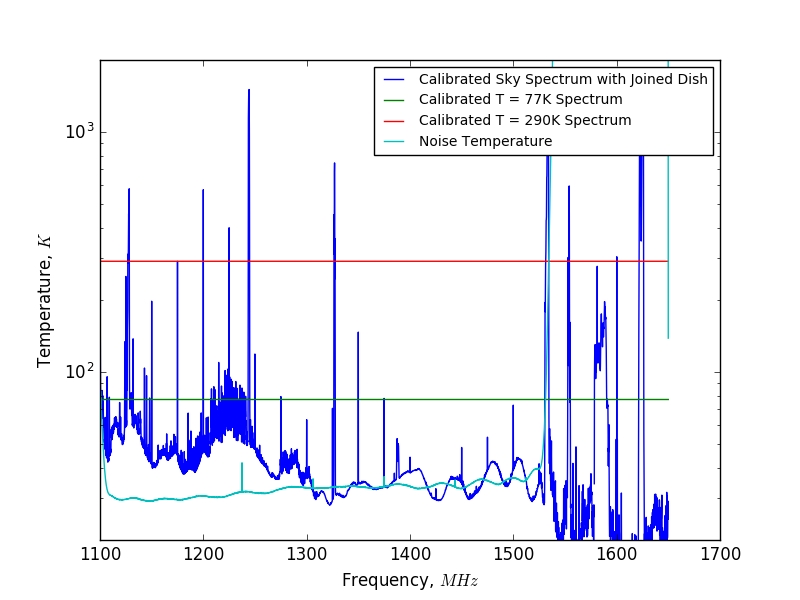 Calibrated Sky Spectrum with Joined Dish
Calibrated T = 77K Spectrum
Calibrated T = 290K Spectrum
Noise Temperature
10³
10²
Temperature, K
1100 1200 1300 1400 1500 1600 1700
Frequency, MHz